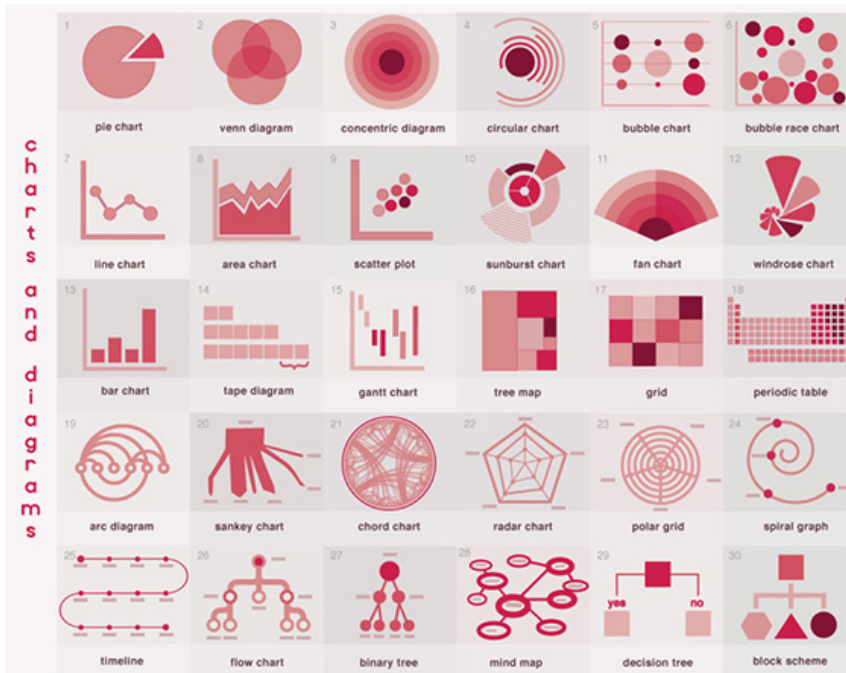 charts and diagrams
1 2 3 4 5 6
pie chart venn diagram concentric diagram circular chart bubble chart bubble race chart
7 8 9 10 11 12
line chart area chart scatter plot sunburst chart fan chart windrose chart
13 14 15 16 17 18
bar chart tape diagram gantt chart tree map grid periodic table
19 20 21 22 23 24
arc diagram sankey chart chord chart radar chart polar grid spiral graph
25 26 27 28 29 30
yes no
timeline flow chart binary tree mind map decision tree block scheme